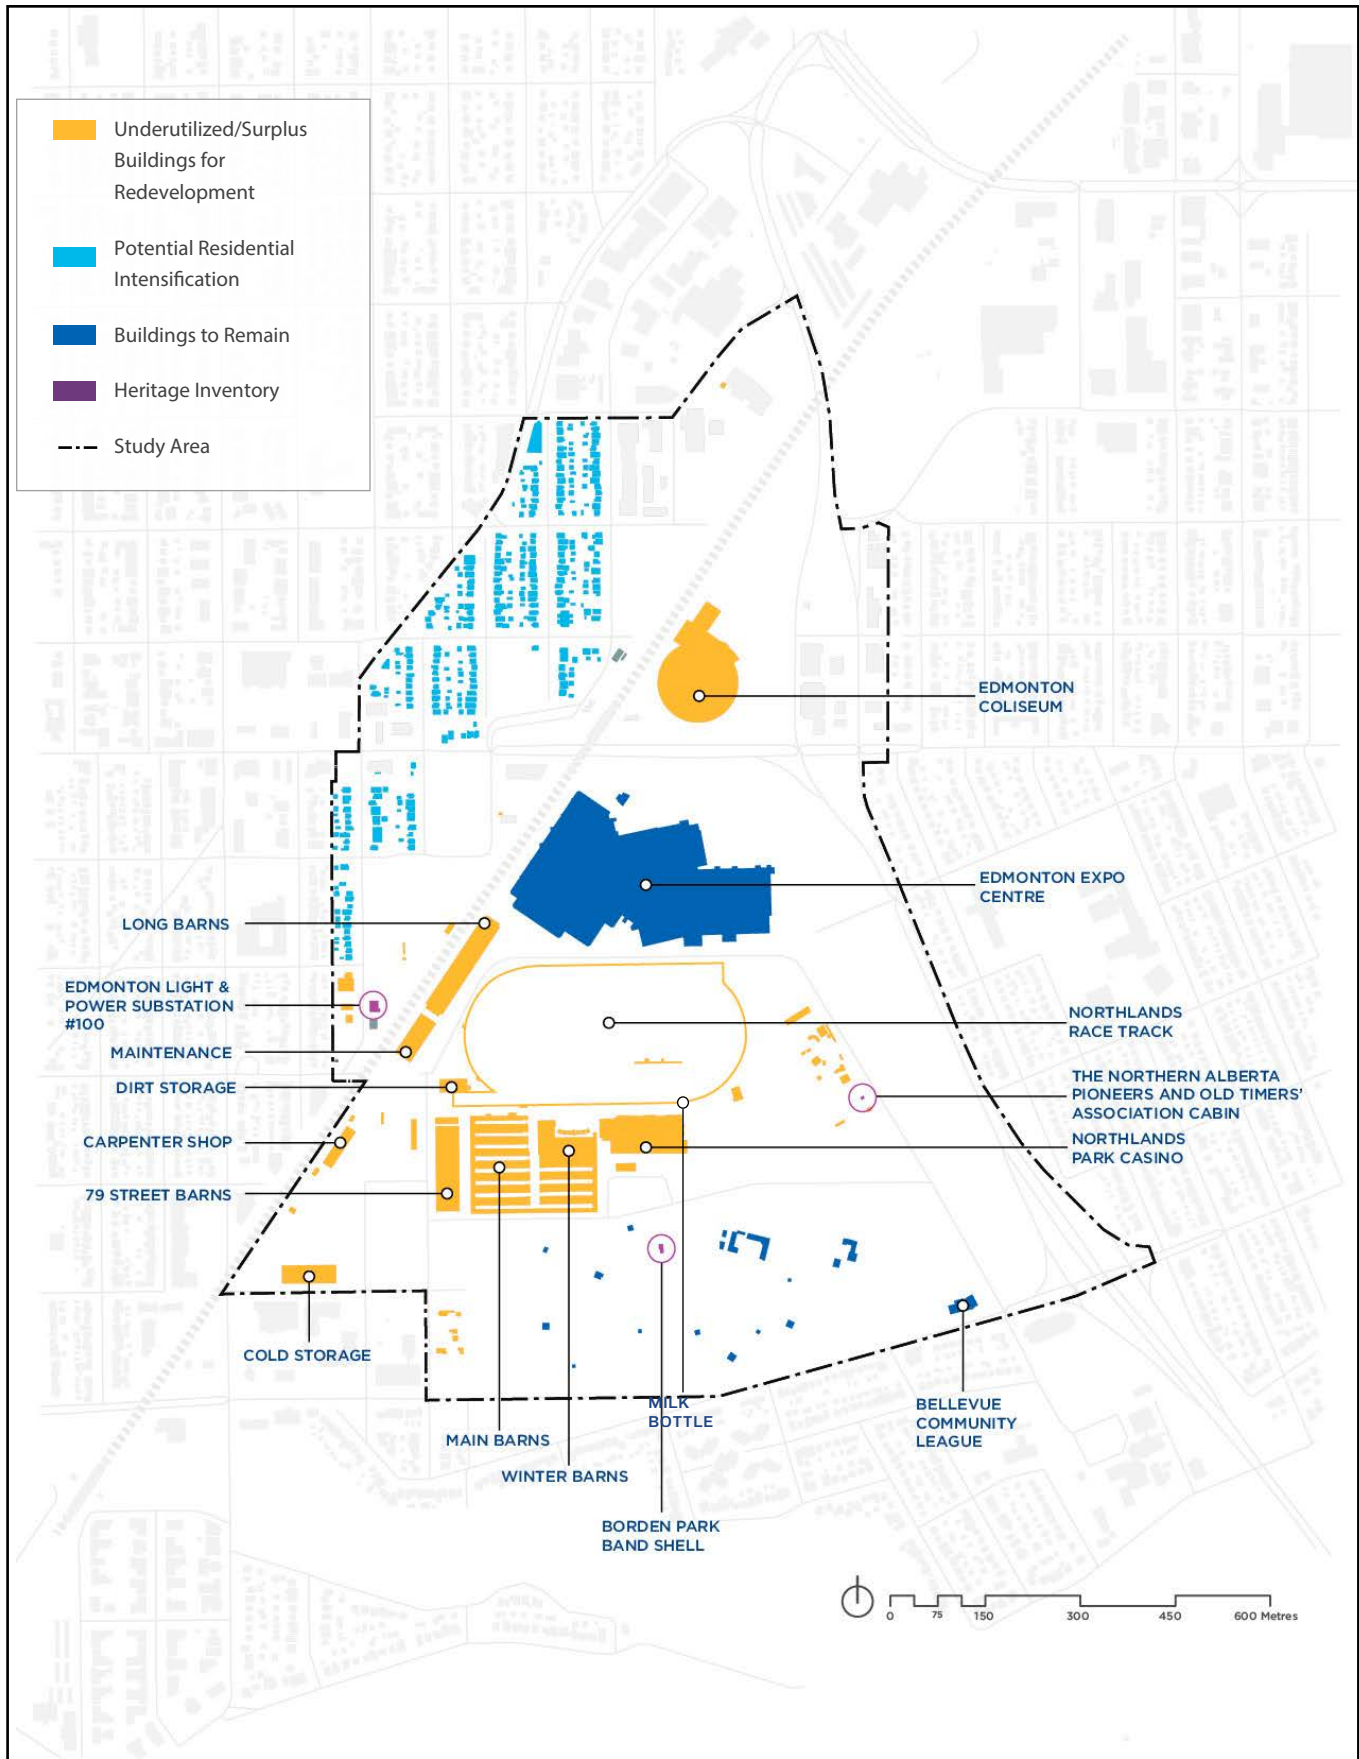 Underutilized/Surplus
Buildings for
Redevelopment
Potential Residential
Intensification
Buildings to Remain
Heritage Inventory
Study Area
EDMONTON
COLISEUM
EDMONTON EXPO
CENTRE
LONG BARNS
EDMONTON LIGHT &
POWER SUBSTATION
#100
NORTHLANDS
RACE TRACK
MAINTENANCE
DIRT STORAGE
THE NORTHERN ALBERTA
PIONEERS AND OLD TIMERS'
ASSOCIATION CABIN
CARPENTER SHOP
NORTHLANDS
PARK CASINO
79 STREET BARNS
COLD STORAGE
MILK
BOTTLE
BELLEVUE
COMMUNITY
LEAGUE
MAIN BARNS
WINTER BARNS
BORDEN PARK
BAND SHELL
0 75 150 300 450 600 Metres